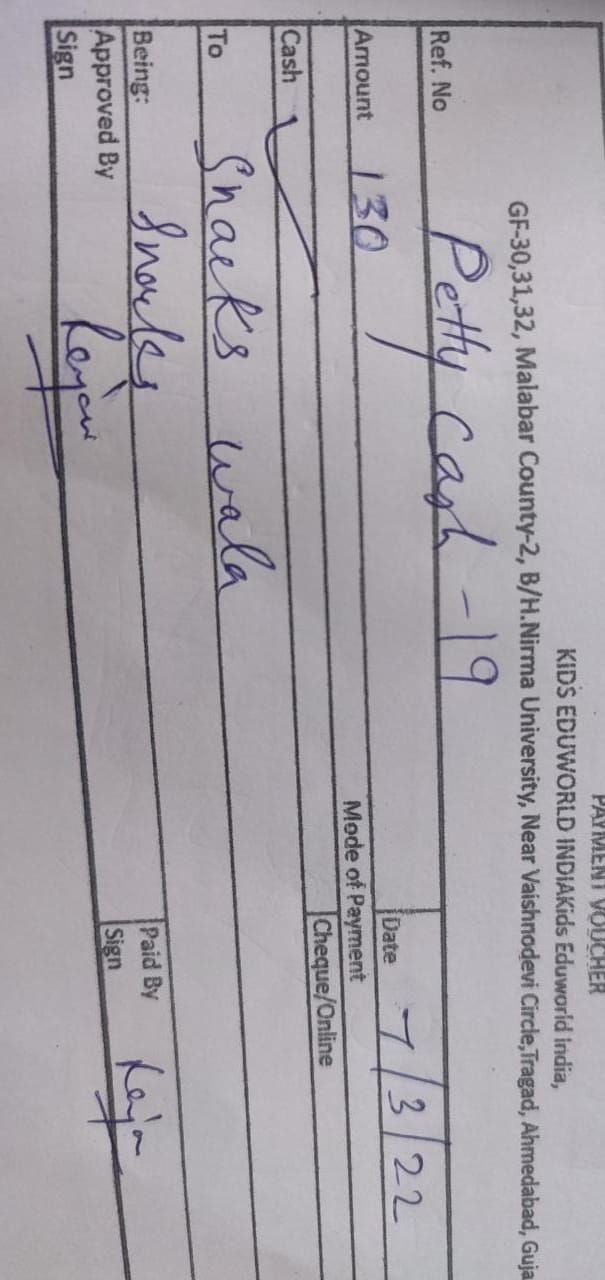 PAYMENT VOUCHER
KIDS EDUWORLD INDIAKids Eduworld India,
GF-30,31,32, Malabar County-2, B/H.Nirma University, Near Vaishnodevi Circle,Tragad, Ahmedabad, Guja
Ref. No Petty Cash - 19
Amount 130 Date 7/3/22
Mode of Payment
Cash ✓ Cheque/Online
To Snacks wala
Being: Snacks
Approved By Paid By
Sign Sign